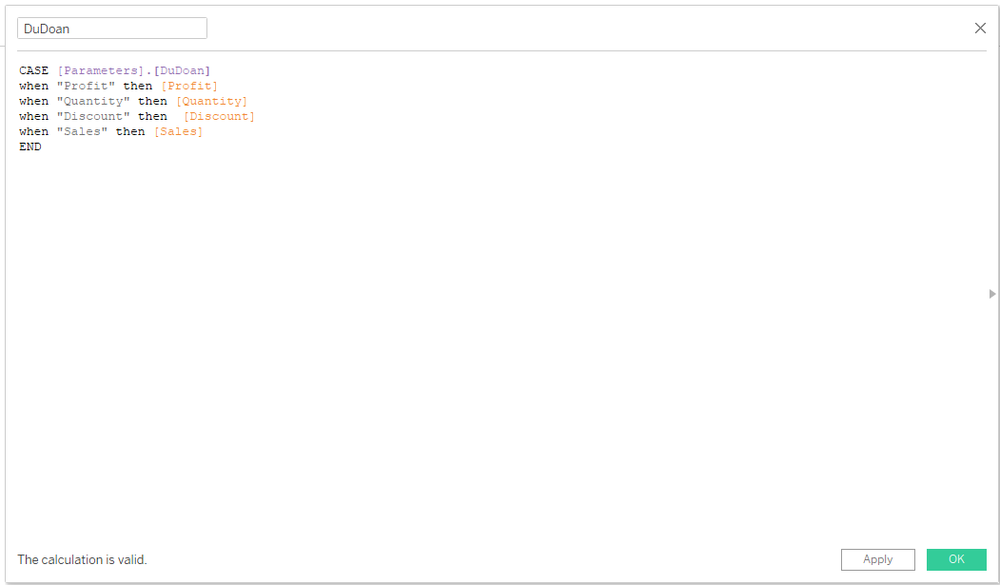 DuDoan
CASE [Parameters].[DuDoan]
when "Profit" then [Profit]
when "Quantity" then [Quantity]
when "Discount" then  [Discount]
when "Sales" then [Sales]
END
The calculation is valid.
Apply
OK